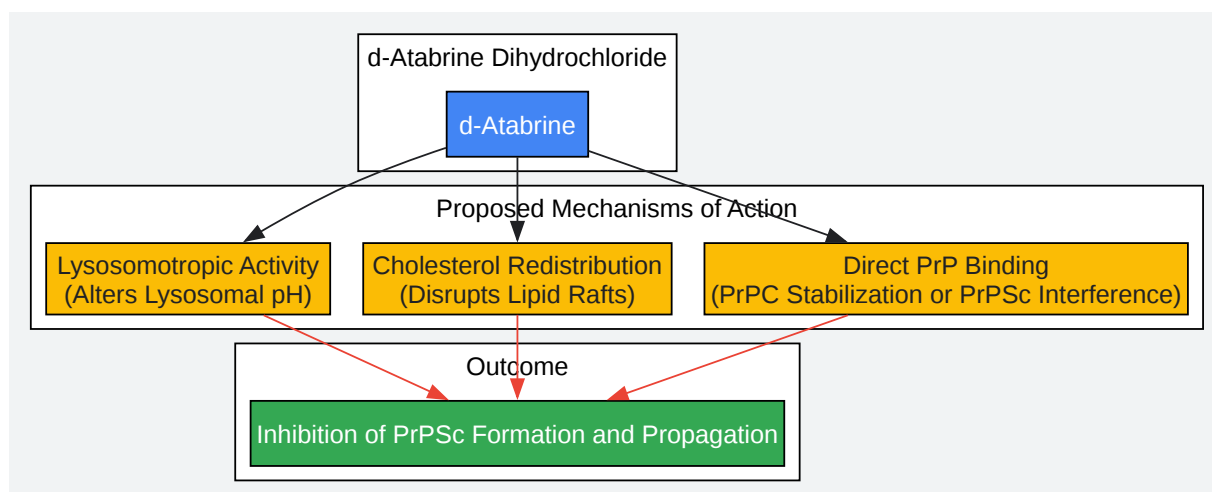 d-Atabrine Dihydrochloride
d-Atabrine
Proposed Mechanisms of Action
Lysosomotropic Activity
(Alters Lysosomal pH)
Cholesterol Redistribution
(Disrupts Lipid Rafts)
Direct PrP Binding
(PrPC Stabilization or PrPSc Interference)
Outcome
Inhibition of PrPSc Formation and Propagation